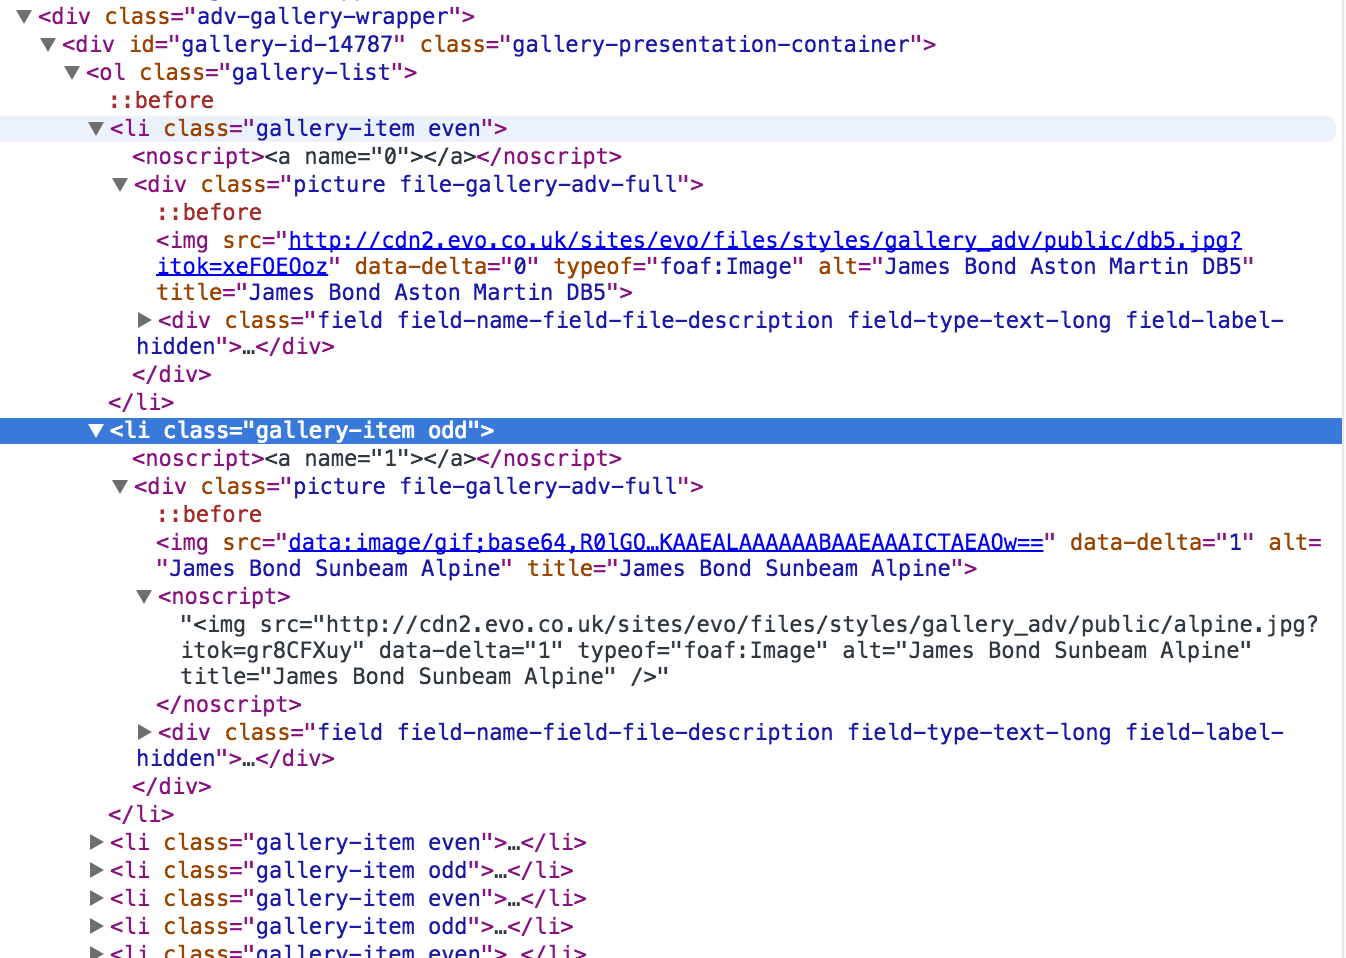 ▼<div class="adv-gallery-wrapper">
▼<div id="gallery-id-14787" class="gallery-presentation-container">
▼<ol class="gallery-list">
::before
▼<li class="gallery-item even">
<noscript><a name="0"></a></noscript>
▼<div class="picture file-gallery-adv-full">
::before
<img src="http://cdn2.evo.co.uk/sites/evo/files/styles/gallery_adv/public/db5.jpg?
itok=xeFOEOoz" data-delta="0" typeof="foaf:Image" alt="James Bond Aston Martin DB5"
title="James Bond Aston Martin DB5">
▶<div class="field field-name-field-file-description field-type-text-long field-label-
hidden">…</div>
</div>
</li>
▼<li class="gallery-item odd">
<noscript><a name="1"></a></noscript>
▼<div class="picture file-gallery-adv-full">
::before
<img src="data:image/gif;base64,R0lGO…KAAEALAAAAAABAAEAAAICTAEAOw==" data-delta="1" alt=
"James Bond Sunbeam Alpine" title="James Bond Sunbeam Alpine">
▼<noscript>
"<img src="http://cdn2.evo.co.uk/sites/evo/files/styles/gallery_adv/public/alpine.jpg?
itok=gr8CFXuy" data-delta="1" typeof="foaf:Image" alt="James Bond Sunbeam Alpine"
title="James Bond Sunbeam Alpine" />"
</noscript>
▶<div class="field field-name-field-file-description field-type-text-long field-label-
hidden">…</div>
</div>
</li>
▶<li class="gallery-item even">…</li>
▶<li class="gallery-item odd">…</li>
▶<li class="gallery-item even">…</li>
▶<li class="gallery-item odd">…</li>
▶<li class="gallery-item even">…</li>